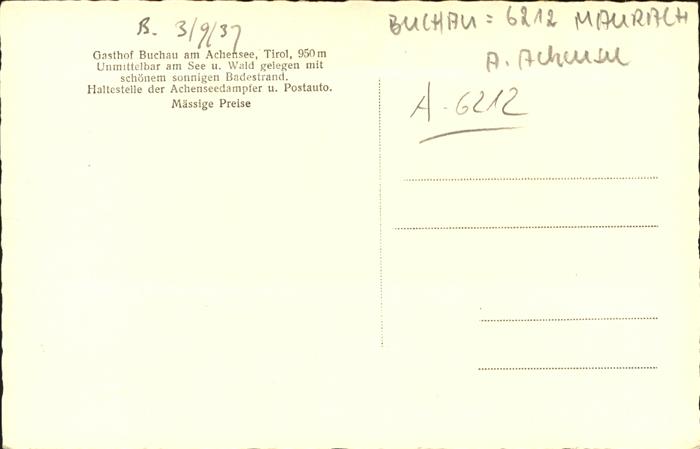 B. 3/9/37
BUCHAU = 6212 MAURACH
A. Achensee
A-6212
Gasthof Buchau am Achensee, Tirol, 950 m
Unmittelbar am See u. Wald gelegen mit
schönem sonnigen Badestrand.
Haltestelle der Achenseedampfer u. Postauto.
Mässige Preise